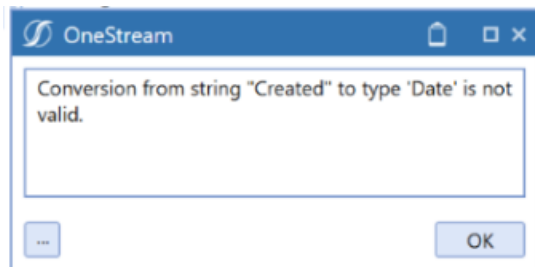 OneStream
Conversion from string "Created" to type 'Date' is not
valid.
...
OK